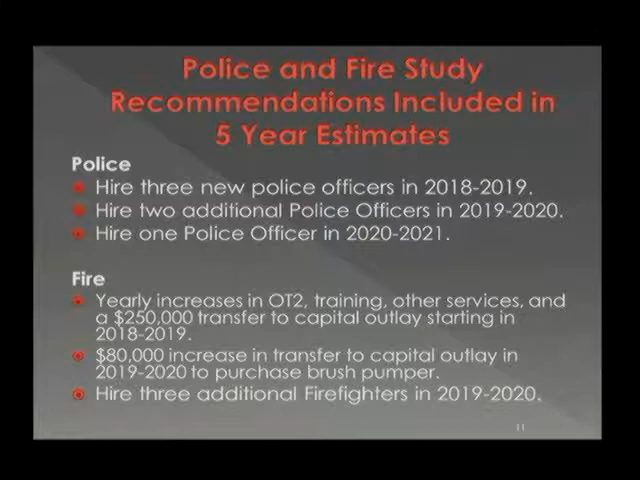 Police and Fire Study
Recommendations Included in
5 Year Estimates
Police
Hire three new police officers in 2018-2019.
Hire two additional Police Officers in 2019-2020.
Hire one Police Officer in 2020-2021.
Fire
Yearly increases in OT2, training, other services, and
a $250,000 transfer to capital outlay starting in
2018-2019.
$80,000 increase in transfer to capital outlay in
2019-2020 to purchase brush pumper.
Hire three additional Firefighters in 2019-2020.
11